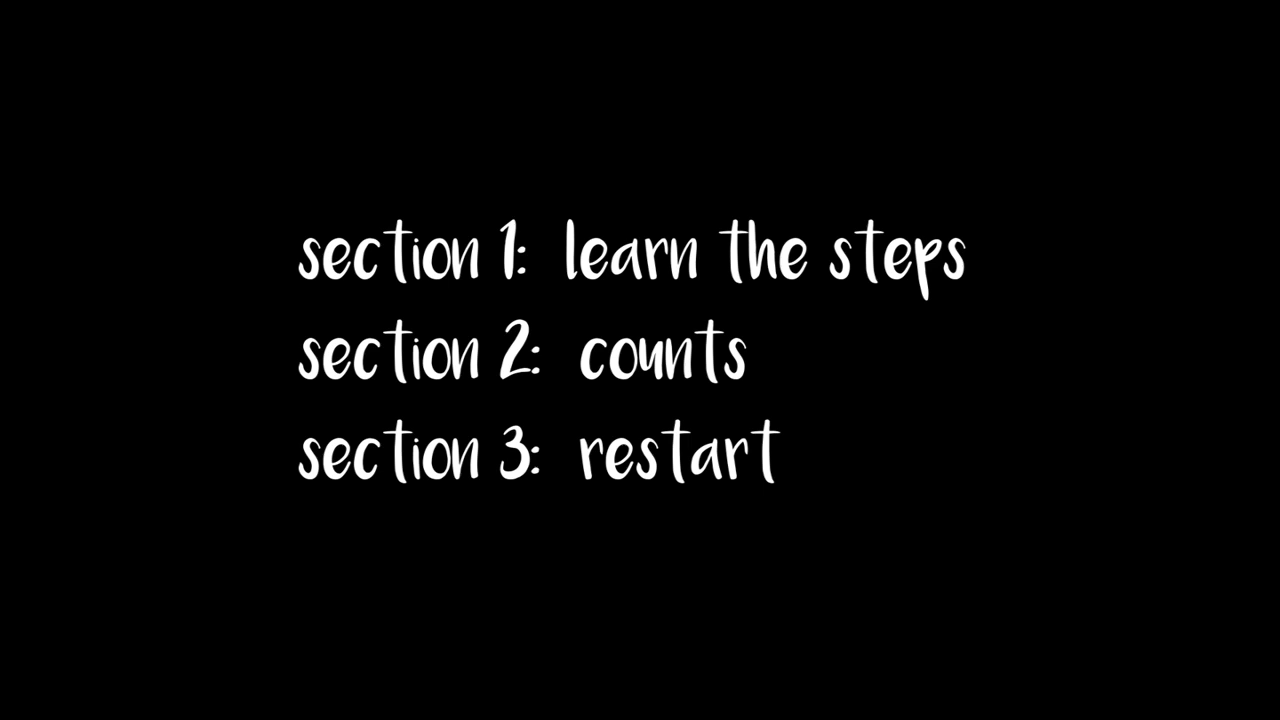 section 1: learn the steps
section 2: counts
section 3: restart